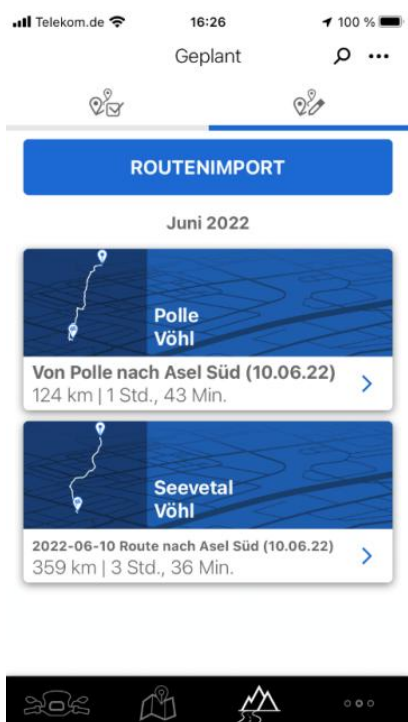 Telekom.de 16:26 100 %
Geplant
ROUTENIMPORT
Juni 2022
Polle
Vöhl
Von Polle nach Asel Süd (10.06.22)
124 km | 1 Std., 43 Min.
Seevetal
Vöhl
2022-06-10 Route nach Asel Süd (10.06.22)
359 km | 3 Std., 36 Min.